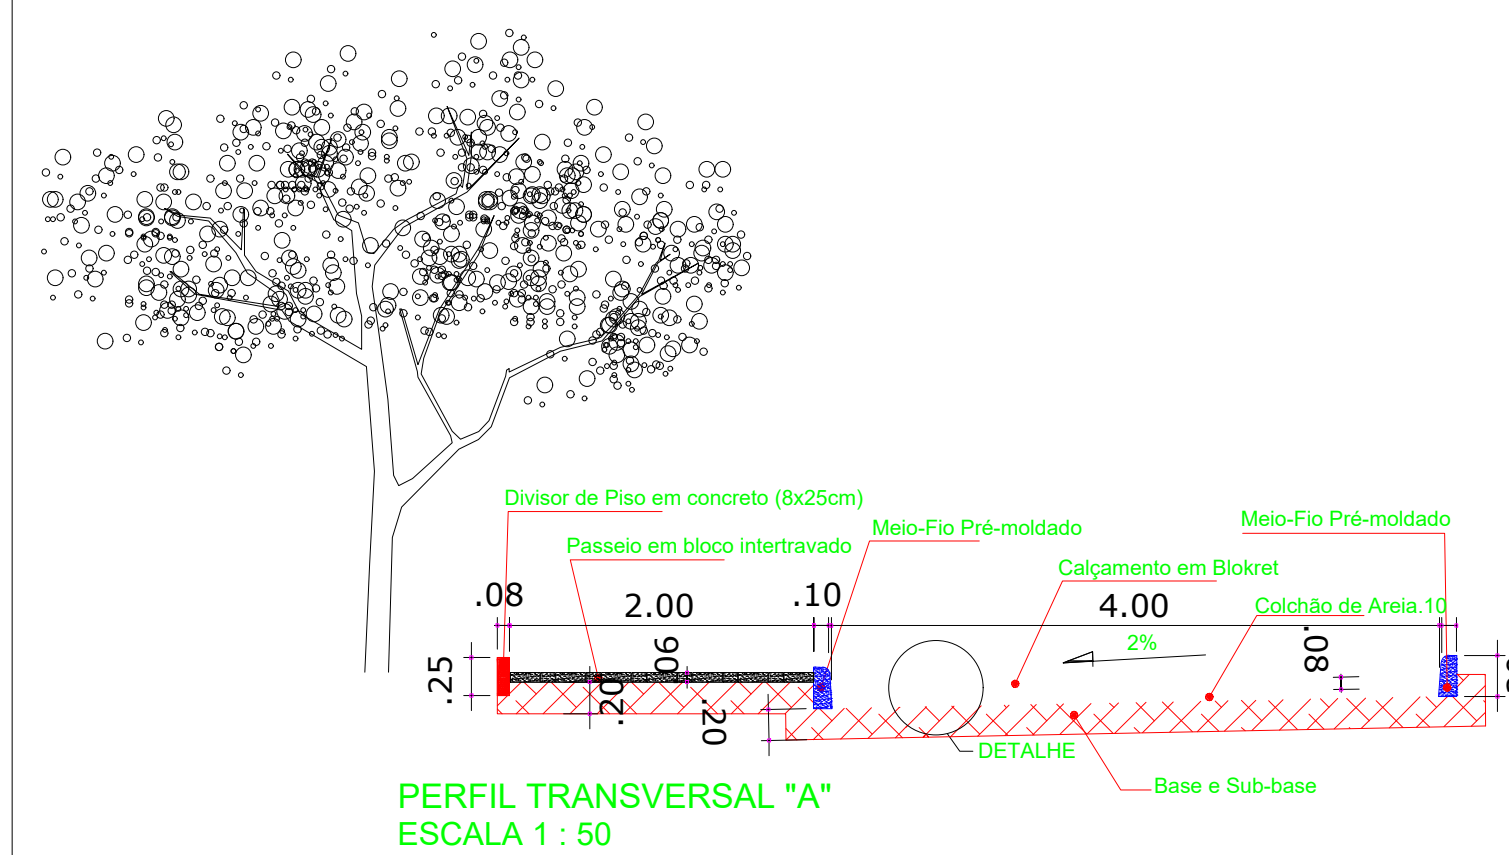 Divisor de Piso em concreto (8x25cm)
Meio-Fio Pré-moldado
Meio-Fio Pré-moldado
Passeio em bloco intertravado
Calçamento em Blokret
.08
2.00
.10
4.00
Colchão de Areia.10
2%
.25
.06
.08
.20
.20
DETALHE
Base e Sub-base
PERFIL TRANSVERSAL "A"
ESCALA 1 : 50